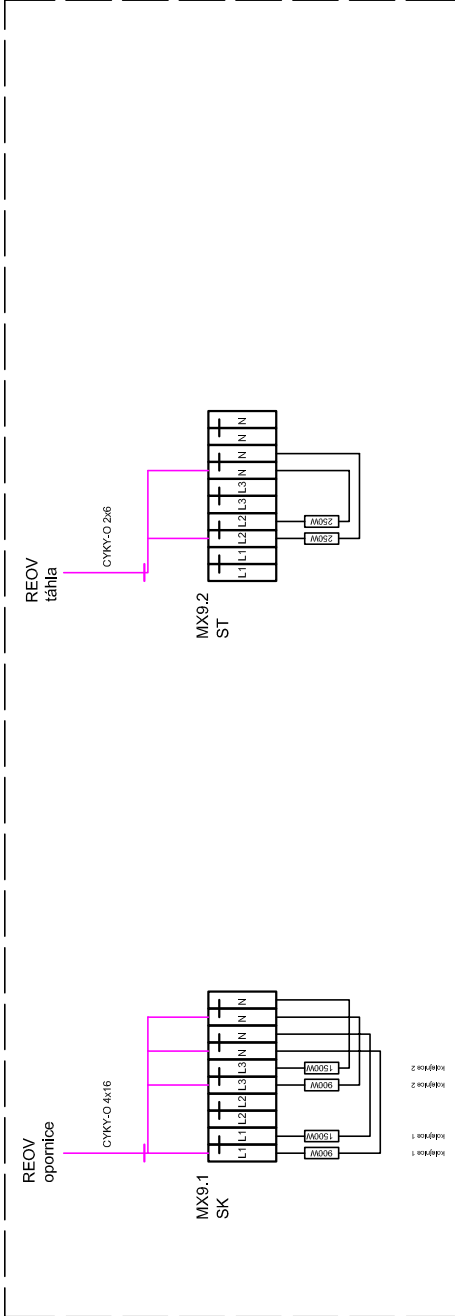 REOV
opornice
CYKY-O 4x16
MX9.1
SK
L1 L1 L2 L2 L3 L3 N N N N
900W 1500W 900W 1500W
kolejnice 1
kolejnice 1
kolejnice 2
kolejnice 2
REOV
táhla
CYKY-O 2x6
MX9.2
ST
L1 L1 L2 L2 L3 L3 N N N N
250W 250W